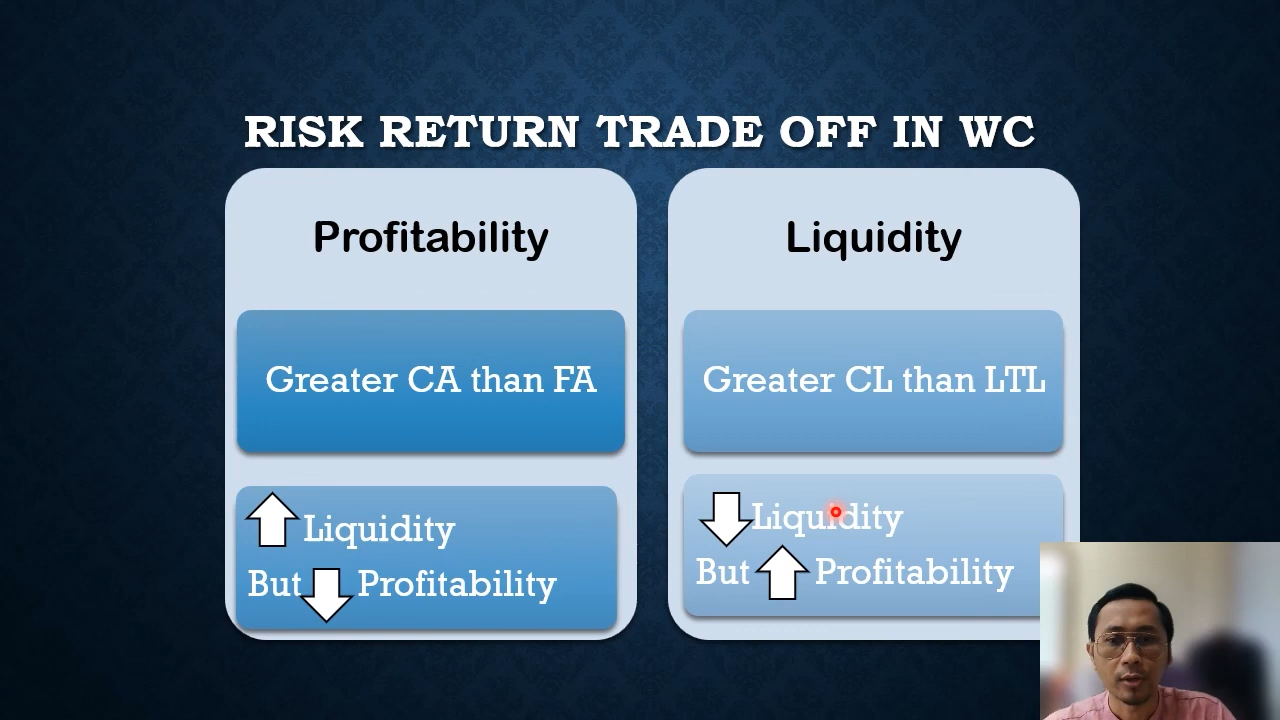 RISK RETURN TRADE OFF IN WC
Profitability
Greater CA than FA
Liquidity
But Profitability
Liquidity
Greater CL than LTL
Liquidity
But Profitability